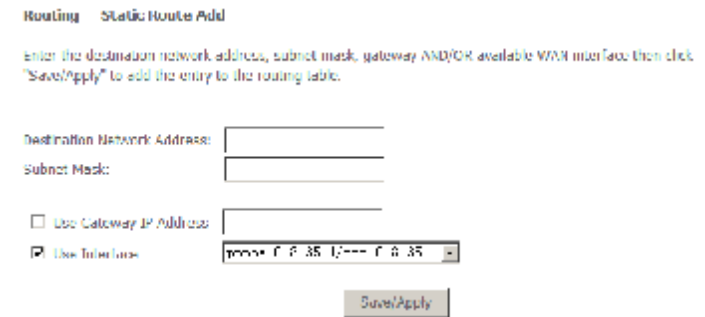 Routing Static Route Add
Enter the destination network address, subnet mask, gateway AND/OR available WAN interface then click
"Save/Apply" to add the entry to the routing table.
Destination Network Address:
Subnet Mask:
Use Gateway IP Address
Use Interface
Save/Apply